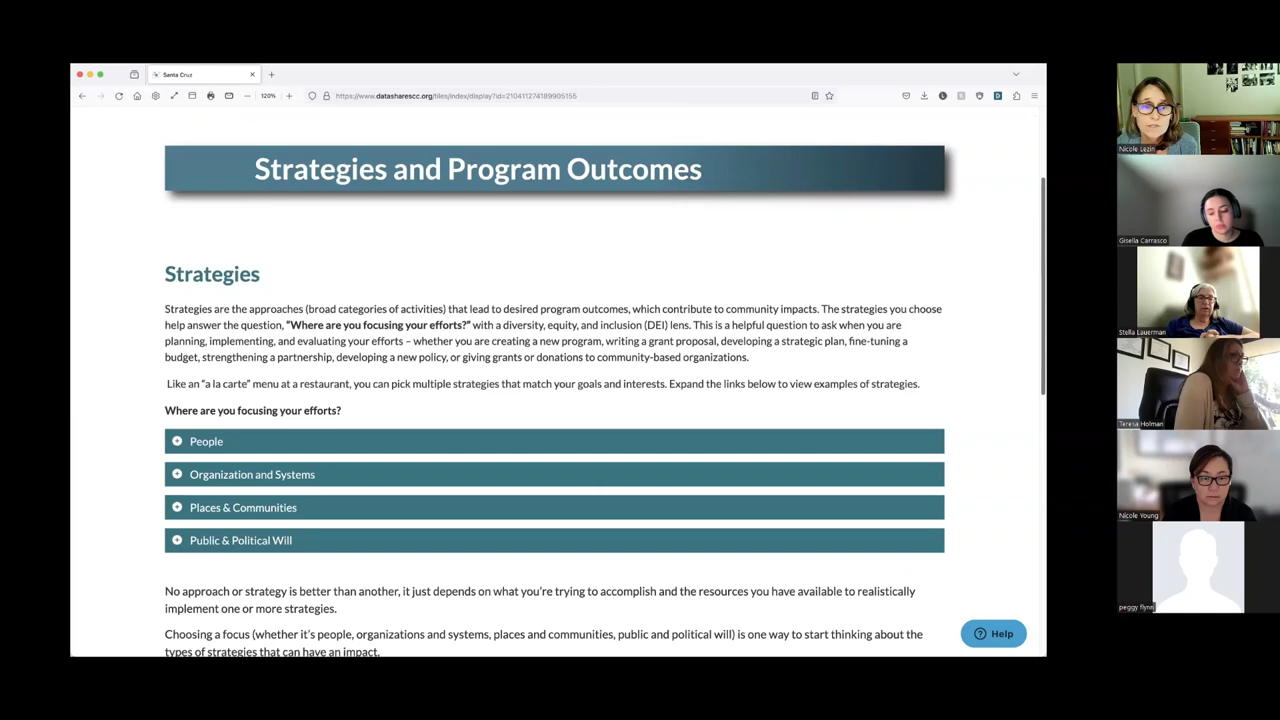 Santa Cruz
120%
https://www.datasharescc.org/tiles/index/display?id=210411274189905155
Strategies and Program Outcomes
Strategies
Strategies are the approaches (broad categories of activities) that lead to desired program outcomes, which contribute to community impacts. The strategies you choose
help answer the question, "Where are you focusing your efforts?" with a diversity, equity, and inclusion (DEI) lens. This is a helpful question to ask when you are
planning, implementing, and evaluating your efforts – whether you are creating a new program, writing a grant proposal, developing a strategic plan, fine-tuning a
budget, strengthening a partnership, developing a new policy, or giving grants or donations to community-based organizations.
Like an "a la carte" menu at a restaurant, you can pick multiple strategies that match your goals and interests. Expand the links below to view examples of strategies.
Where are you focusing your efforts?
People
Organization and Systems
Places & Communities
Public & Political Will
No approach or strategy is better than another, it just depends on what you're trying to accomplish and the resources you have available to realistically
implement one or more strategies.
Choosing a focus (whether it's people, organizations and systems, places and communities, public and political will) is one way to start thinking about the
types of strategies that can have an impact.
Help
Nicole Lezin
Gisella Carrasco
Stella Lauerman
Teresa Holman
Nicole Young
peggy flynn